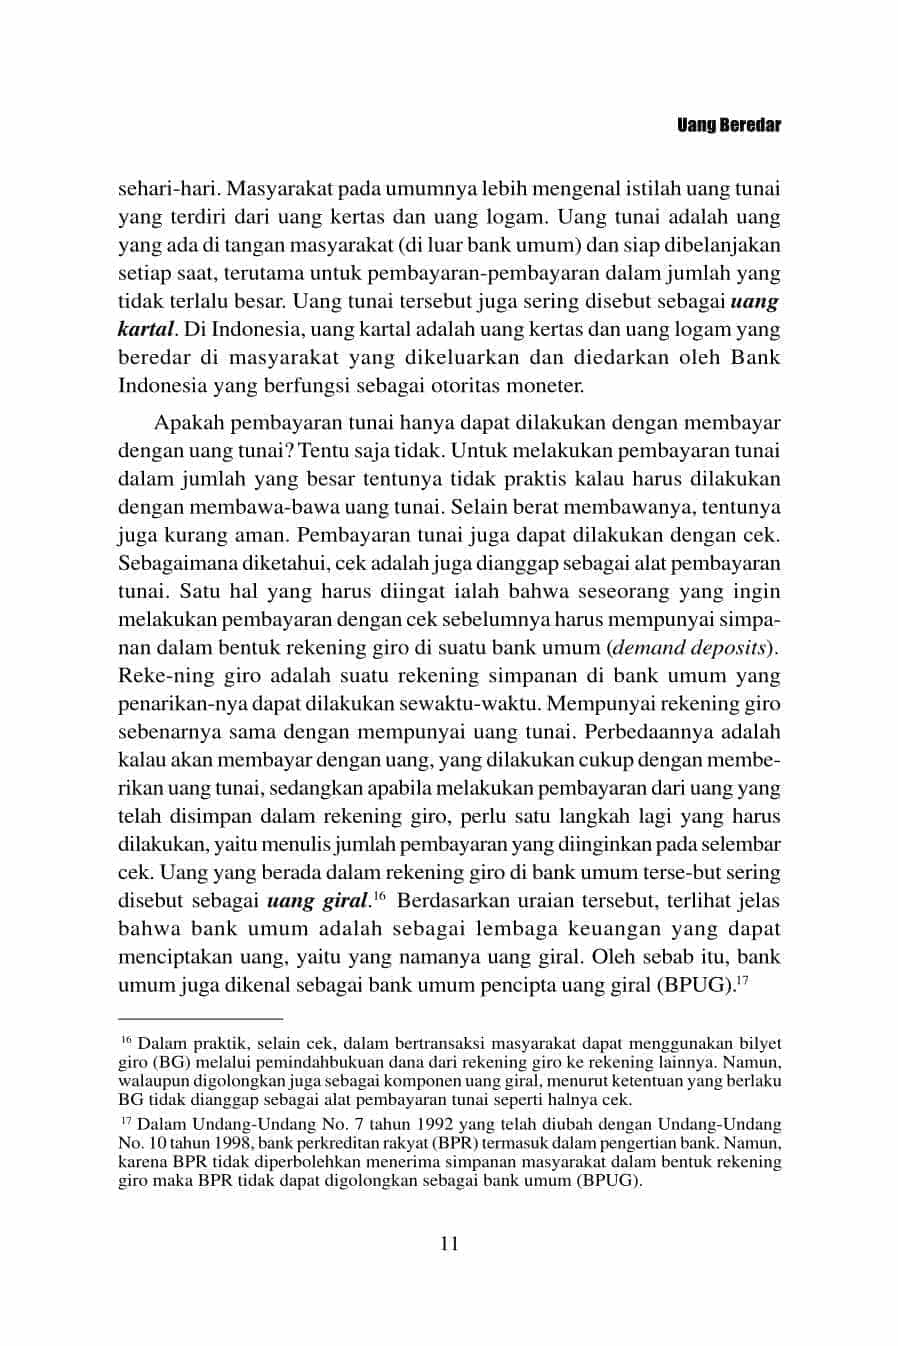 Uang Beredar
sehari-hari. Masyarakat pada umumnya lebih mengenal istilah uang tunai
yang terdiri dari uang kertas dan uang logam. Uang tunai adalah uang
yang ada di tangan masyarakat (di luar bank umum) dan siap dibelanjakan
setiap saat, terutama untuk pembayaran-pembayaran dalam jumlah yang
tidak terlalu besar. Uang tunai tersebut juga sering disebut sebagai uang
kartal. Di Indonesia, uang kartal adalah uang kertas dan uang logam yang
beredar di masyarakat yang dikeluarkan dan diedarkan oleh Bank
Indonesia yang berfungsi sebagai otoritas moneter.
Apakah pembayaran tunai hanya dapat dilakukan dengan membayar
dengan uang tunai? Tentu saja tidak. Untuk melakukan pembayaran tunai
dalam jumlah yang besar tentunya tidak praktis kalau harus dilakukan
dengan membawa-bawa uang tunai. Selain berat membawanya, tentunya
juga kurang aman. Pembayaran tunai juga dapat dilakukan dengan cek.
Sebagaimana diketahui, cek adalah juga dianggap sebagai alat pembayaran
tunai. Satu hal yang harus diingat ialah bahwa seseorang yang ingin
melakukan pembayaran dengan cek sebelumnya harus mempunyai simpa-
nan dalam bentuk rekening giro di suatu bank umum (demand deposits).
Reke-ning giro adalah suatu rekening simpanan di bank umum yang
penarikan-nya dapat dilakukan sewaktu-waktu. Mempunyai rekening giro
sebenarnya sama dengan mempunyai uang tunai. Perbedaannya adalah
kalau akan membayar dengan uang, yang dilakukan cukup dengan membe-
rikan uang tunai, sedangkan apabila melakukan pembayaran dari uang yang
telah disimpan dalam rekening giro, perlu satu langkah lagi yang harus
dilakukan, yaitu menulis jumlah pembayaran yang diinginkan pada selembar
cek. Uang yang berada dalam rekening giro di bank umum terse-but sering
disebut sebagai uang giral.16 Berdasarkan uraian tersebut, terlihat jelas
bahwa bank umum adalah sebagai lembaga keuangan yang dapat
menciptakan uang, yaitu yang namanya uang giral. Oleh sebab itu, bank
umum juga dikenal sebagai bank umum pencipta uang giral (BPUG).17
16 Dalam praktik, selain cek, dalam bertransaksi masyarakat dapat menggunakan bilyet
giro (BG) melalui pemindahbukuan dana dari rekening giro ke rekening lainnya. Namun,
walaupun digolongkan juga sebagai komponen uang giral, menurut ketentuan yang berlaku
BG tidak dianggap sebagai alat pembayaran tunai seperti halnya cek.
17 Dalam Undang-Undang No. 7 tahun 1992 yang telah diubah dengan Undang-Undang
No. 10 tahun 1998, bank perkreditan rakyat (BPR) termasuk dalam pengertian bank. Namun,
karena BPR tidak diperbolehkan menerima simpanan masyarakat dalam bentuk rekening
giro maka BPR tidak dapat digolongkan sebagai bank umum (BPUG).
11